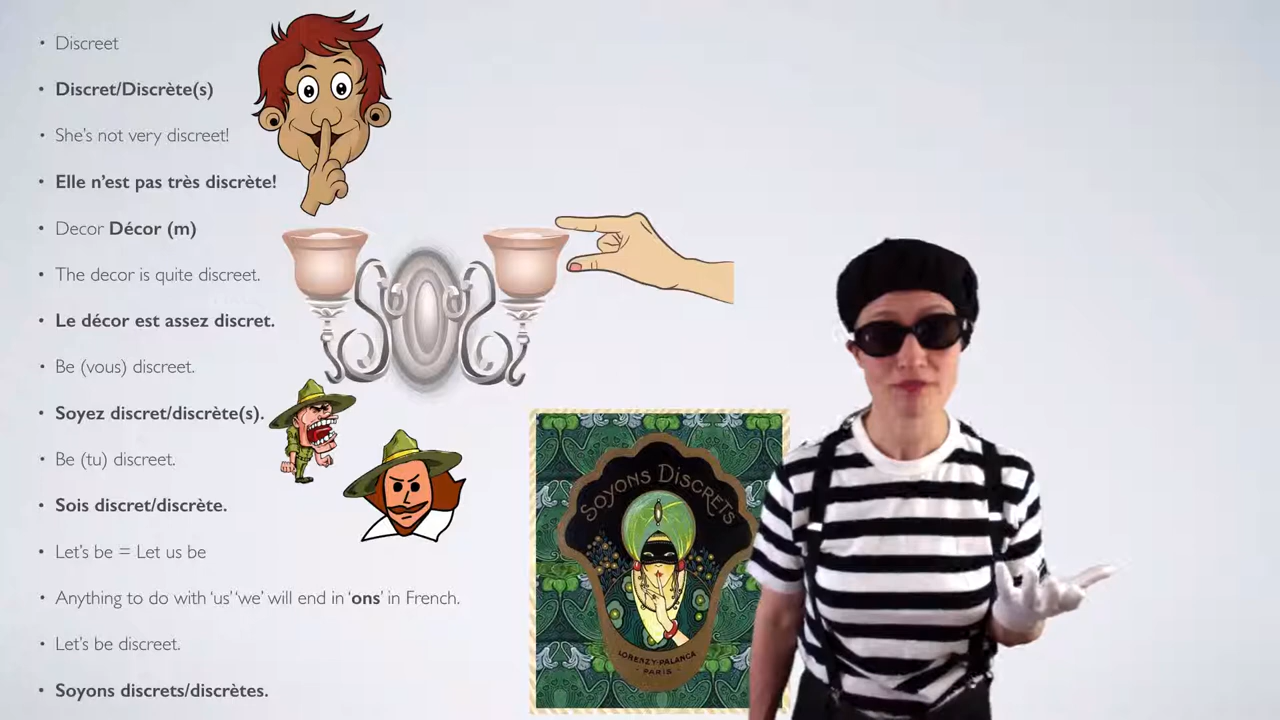 • Discreet
• Discret/Discrète(s)
• She's not very discreet!
• Elle n'est pas très discrète!
• Decor Décor (m)
• The decor is quite discreet.
• Le décor est assez discret.
• Be (vous) discreet.
• Soyez discret/discrète(s).
• Be (tu) discreet.
• Sois discret/discrète.
• Let's be = Let us be
• Anything to do with 'us' 'we' will end in 'ons' in French.
• Let's be discreet.
• Soyons discrets/discrètes.
SOYONS DISCRETS
LORENZY-PALANCA
- PARIS -